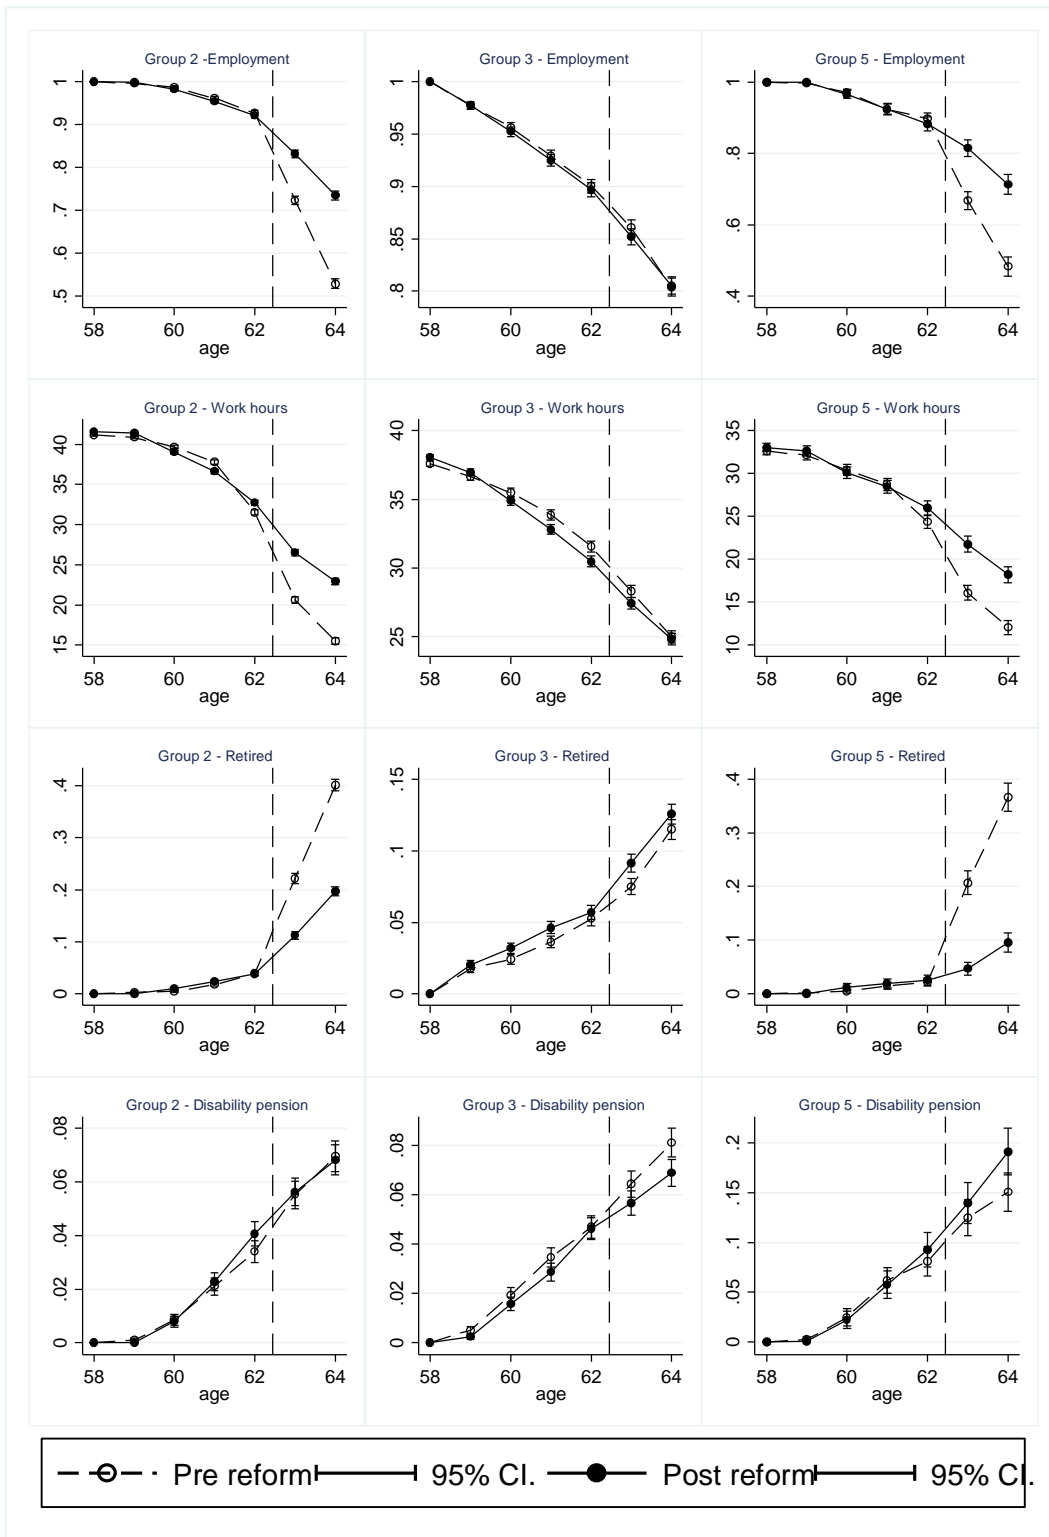 Group 2 -Employment
1
.9
.8
.7
.6
.5
58 60 62 64
age
Group 3 - Employment
1
.95
.9
.85
.8
58 60 62 64
age
Group 5 - Employment
1
.8
.6
.4
58 60 62 64
age
Group 2 - Work hours
40
35
30
25
20
15
58 60 62 64
age
Group 3 - Work hours
40
35
30
25
58 60 62 64
age
Group 5 - Work hours
35
30
25
20
15
10
58 60 62 64
age
Group 2 - Retired
.4
.3
.2
.1
0
58 60 62 64
age
Group 3 - Retired
.15
.1
.05
0
58 60 62 64
age
Group 5 - Retired
.4
.3
.2
.1
0
58 60 62 64
age
Group 2 - Disability pension
.08
.06
.04
.02
0
58 60 62 64
age
Group 3 - Disability pension
.08
.06
.04
.02
0
58 60 62 64
age
Group 5 - Disability pension
.2
.15
.1
.05
0
58 60 62 64
age
Pre reform 95% CI. Post reform 95% CI.